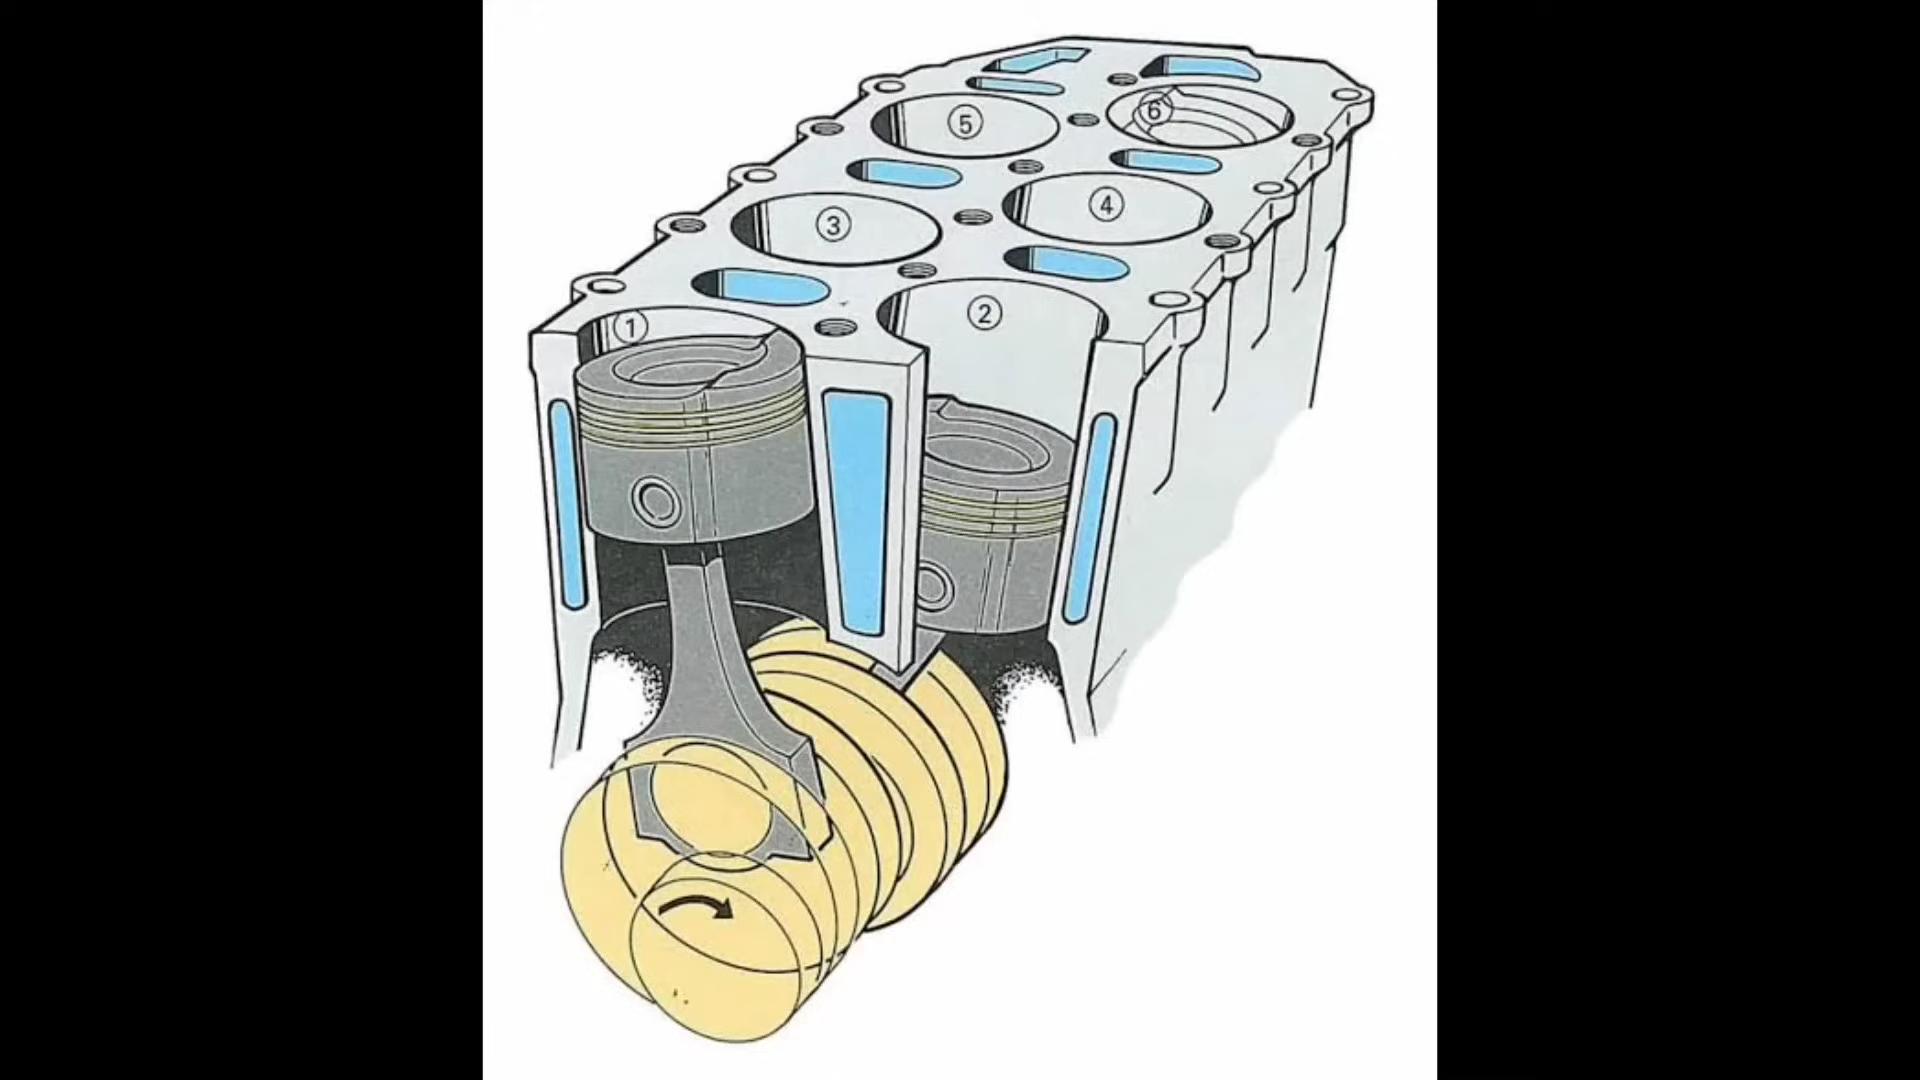 ⑤ ⑥
③ ④
① ②